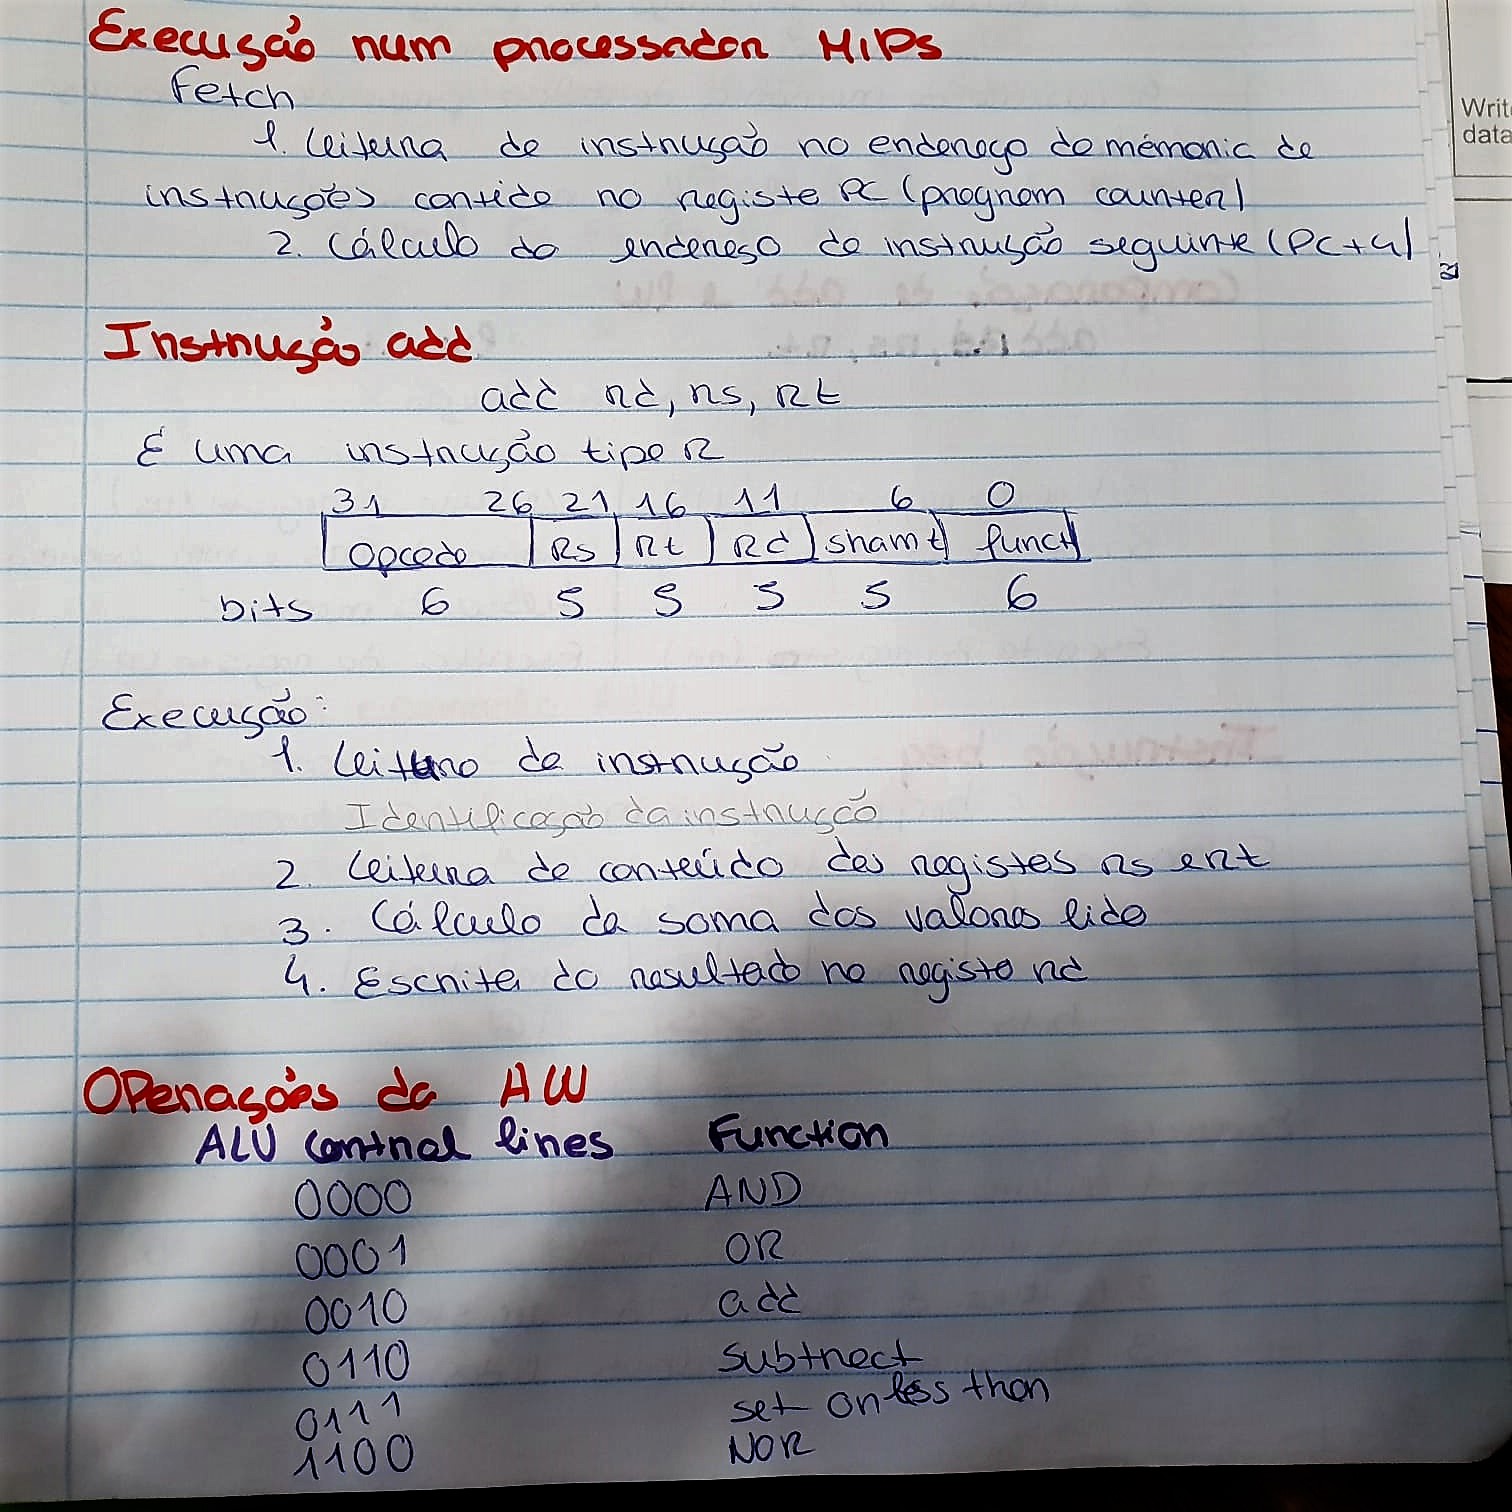 Execução num processador MIPS
Fetch
1. Leitura de instrução no endereço de mémoria de
instruções contido no registe PC (program counter)
2. Cálculo do endereço de instrução seguinte (PC+4)
Instrução add
add rd, rs, Rt
É uma instrução tipo R
31 26 21 16 11 6 0
Opcode Rs Rt Rd shamt funct
bits 6 5 5 5 5 6
Execução:
1. Leitura da instrução
Identificação da instrução
2. Leitura de conteúdo dos registes rs e rt
3. Cálculo da soma dos valores lido
4. Escrita do resultado no registo rd
Operações da ALU
ALU control lines Function
0000 AND
0001 OR
0010 add
0110 subtract
0111 set on less than
1100 NOR
Write
data